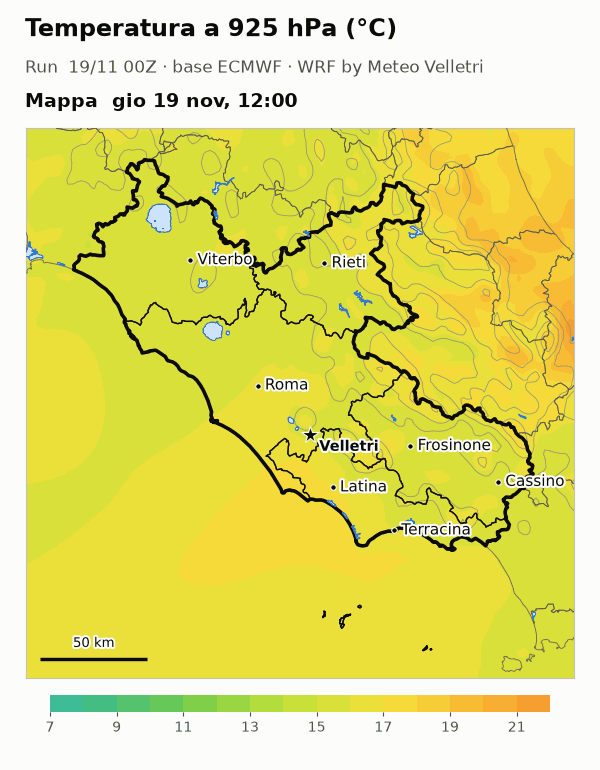 Temperatura a 925 hPa (°C)
Run  19/11 00Z · base ECMWF · WRF by Meteo Velletri
Mappa  gio 19 nov, 12:00
Viterbo
Rieti
Roma
Velletri
Frosinone
Cassino
Latina
Terracina
50 km
7 9 11 13 15 17 19 21